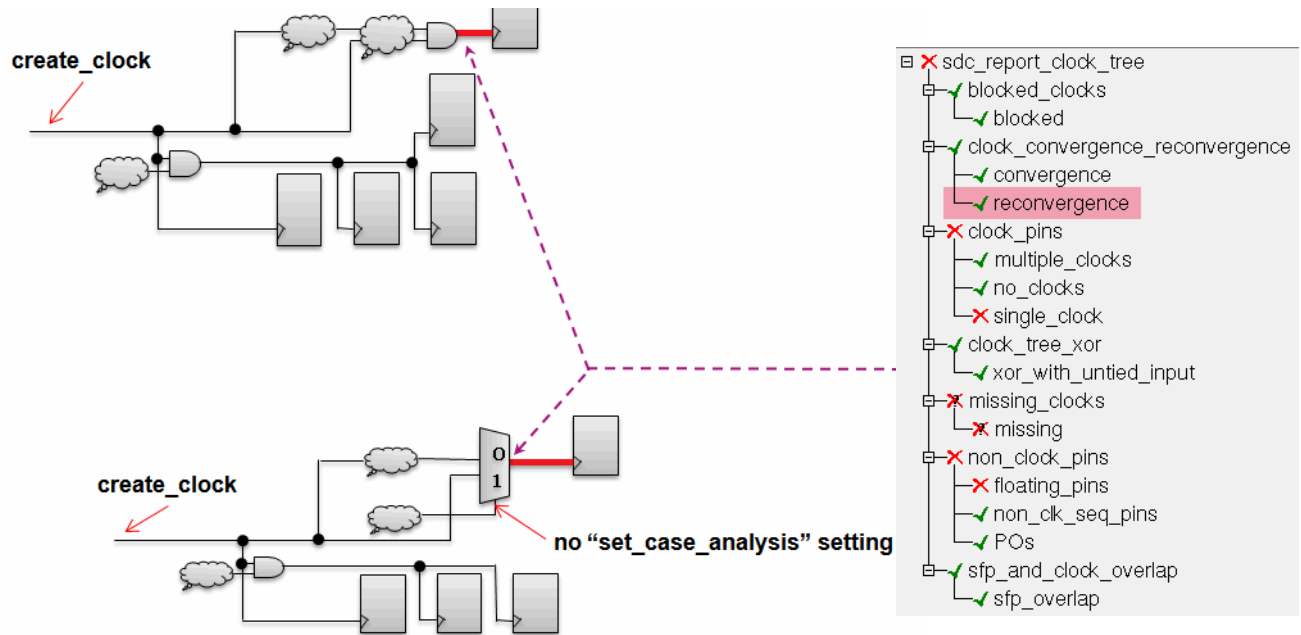 create_clock
create_clock
0
1
no “set_case_analysis” setting
sdc_report_clock_tree
blocked_clocks
blocked
clock_convergence_reconvergence
convergence
reconvergence
clock_pins
multiple_clocks
no_clocks
single_clock
clock_tree_xor
xor_with_untied_input
missing_clocks
missing
non_clock_pins
floating_pins
non_clk_seq_pins
POs
sfp_and_clock_overlap
sfp_overlap